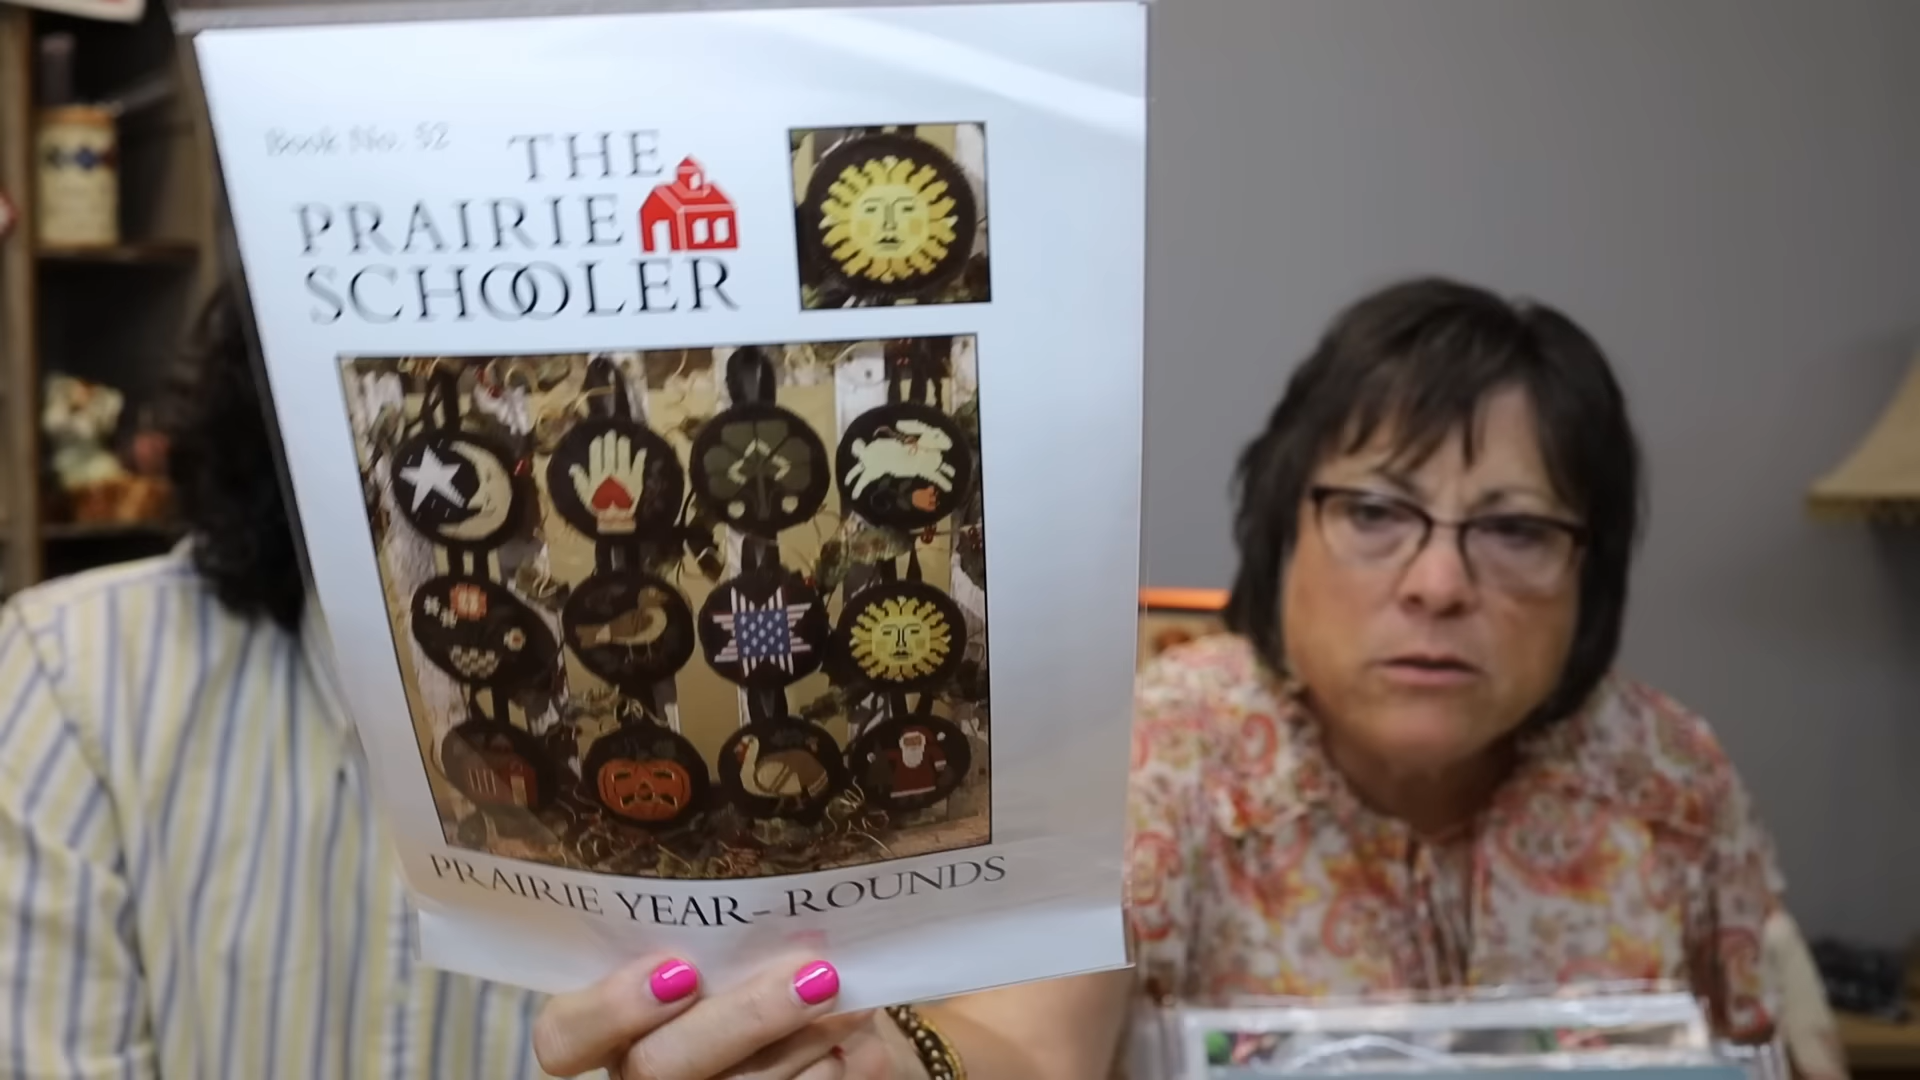 Book No. 52
THE
PRAIRIE
SCHOOLER
PRAIRIE YEAR-ROUNDS